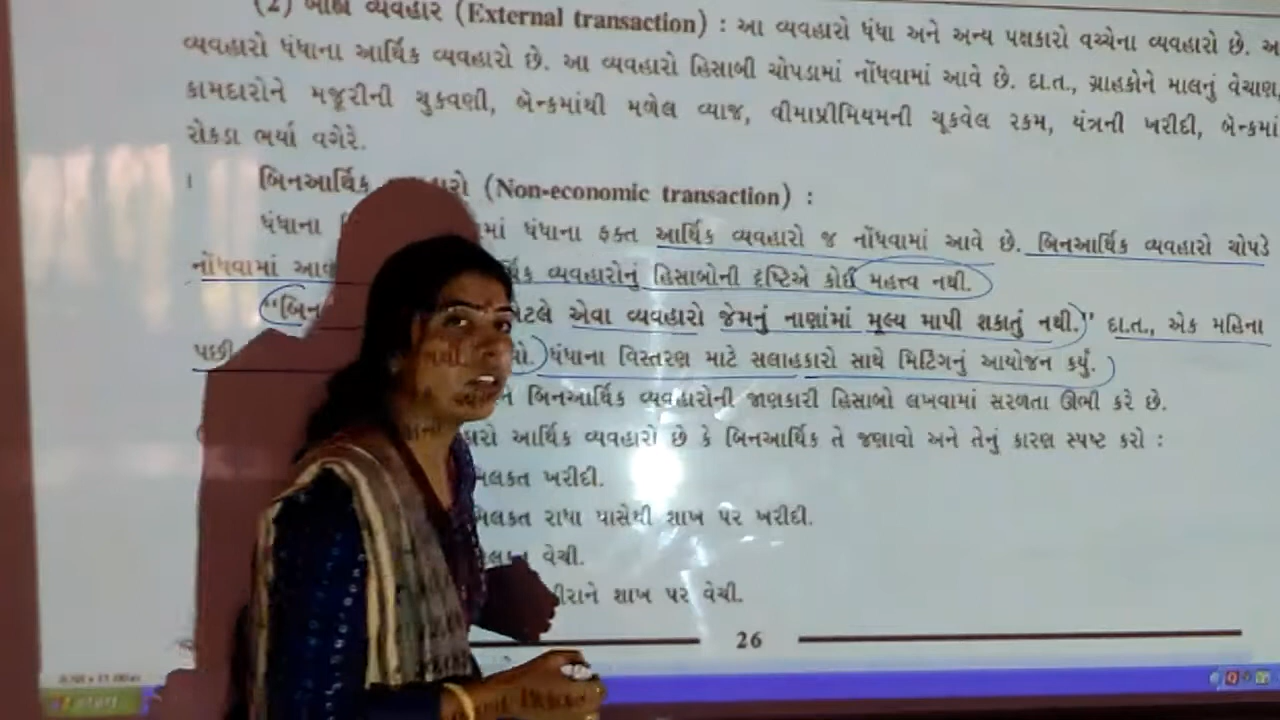 (2) બાહ્ય વ્યવહાર (External transaction) : આ વ્યવહારો ધંધા અને અન્ય પક્ષકારો વચ્ચેના વ્યવહારો છે. આ
વ્યવહારો ધંધાના આર્થિક વ્યવહારો છે. આ વ્યવહારો હિસાબી ચોપડામાં નોંધવામાં આવે છે. દા.ત., ગ્રાહકોને માલનું વેચાણ,
કામદારોને મજૂરીની ચુકવણી, બૅન્કમાંથી મળેલ વ્યાજ, વીમાપ્રીમિયમની ચૂકવેલ રકમ, યંત્રની ખરીદી, બૅન્કમાં
રોકડા ભર્યા વગેરે.
બિનઆર્થિક (Non-economic transaction) :
ધંધાના ધંધાના ફક્ત આર્થિક વ્યવહારો જ નોંધવામાં આવે છે. બિનઆર્થિક વ્યવહારો ચોપડે
નોંધવામાં વ્યવહારોનું હિસાબોની દૃષ્ટિએ કોઈ મહત્ત્વ નથી.
“બિન એવા વ્યવહારો જેમનું નાણાંમાં મૂલ્ય માપી શકાતું નથી.” દા.ત., એક મહિના
પછી ધંધાના વિસ્તરણ માટે સલાહકારો સાથે મિટિંગનું આયોજન કર્યું.
બિનઆર્થિક વ્યવહારોની જાણકારી હિસાબો લખવામાં સરળતા ઊભી કરે છે.
આર્થિક વ્યવહારો છે કે બિનઆર્થિક તે જણાવો અને તેનું કારણ સ્પષ્ટ કરો :
ખરીદી.
રાધા પાસેથી શાખ પર ખરીદી.
વેચી.
શાખ પર વેચી.
26